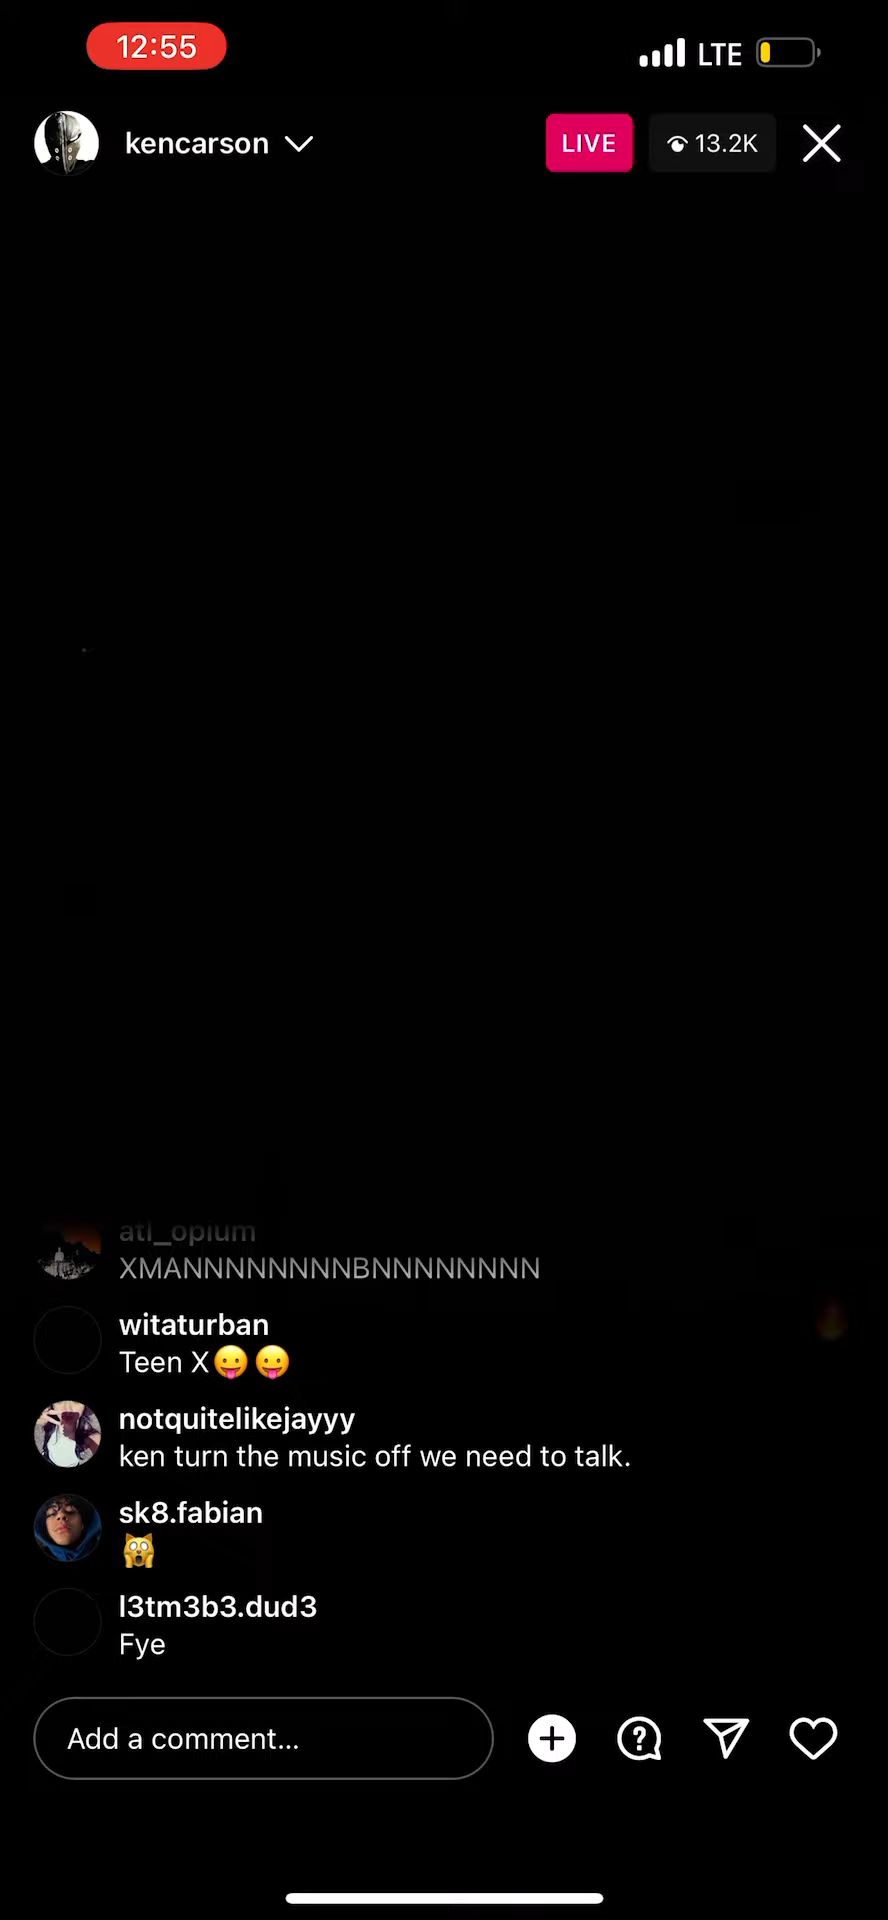 12:55
LTE
kencarson
LIVE
13.2K
atl_opium
XMANNNNNNNNBNNNNNNNN
witaturban
Teen X😛😛
notquitelikejayyy
ken turn the music off we need to talk.
sk8.fabian
🙀
l3tm3b3.dud3
Fye
Add a comment...